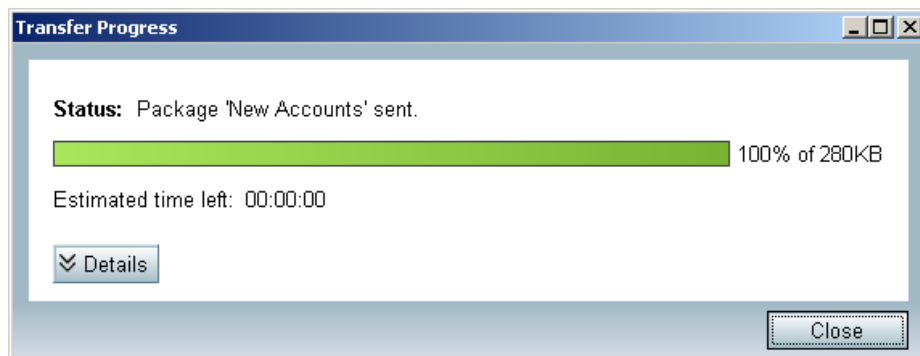 Transfer Progress
Status: Package 'New Accounts' sent.
100% of 280KB
Estimated time left: 00:00:00
Details
Close